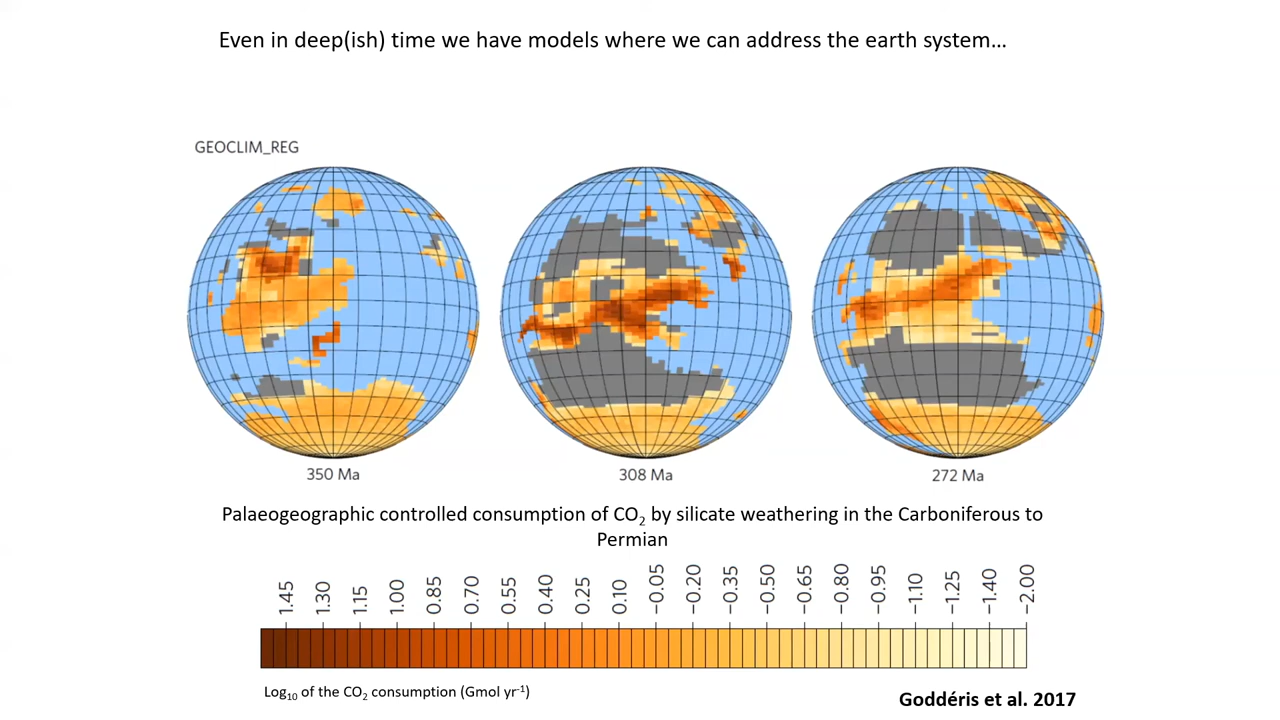 Even in deep(ish) time we have models where we can address the earth system…
GEOCLIM_REG
350 Ma
308 Ma
272 Ma
Palaeogeographic controlled consumption of CO₂ by silicate weathering in the Carboniferous to
Permian
1.45
1.30
1.15
1.00
0.85
0.70
0.55
0.40
0.25
0.10
−0.05
−0.20
−0.35
−0.50
−0.65
−0.80
−0.95
−1.10
−1.25
−1.40
−2.00
Log₁₀ of the CO₂ consumption (Gmol yr⁻¹)
Goddéris et al. 2017